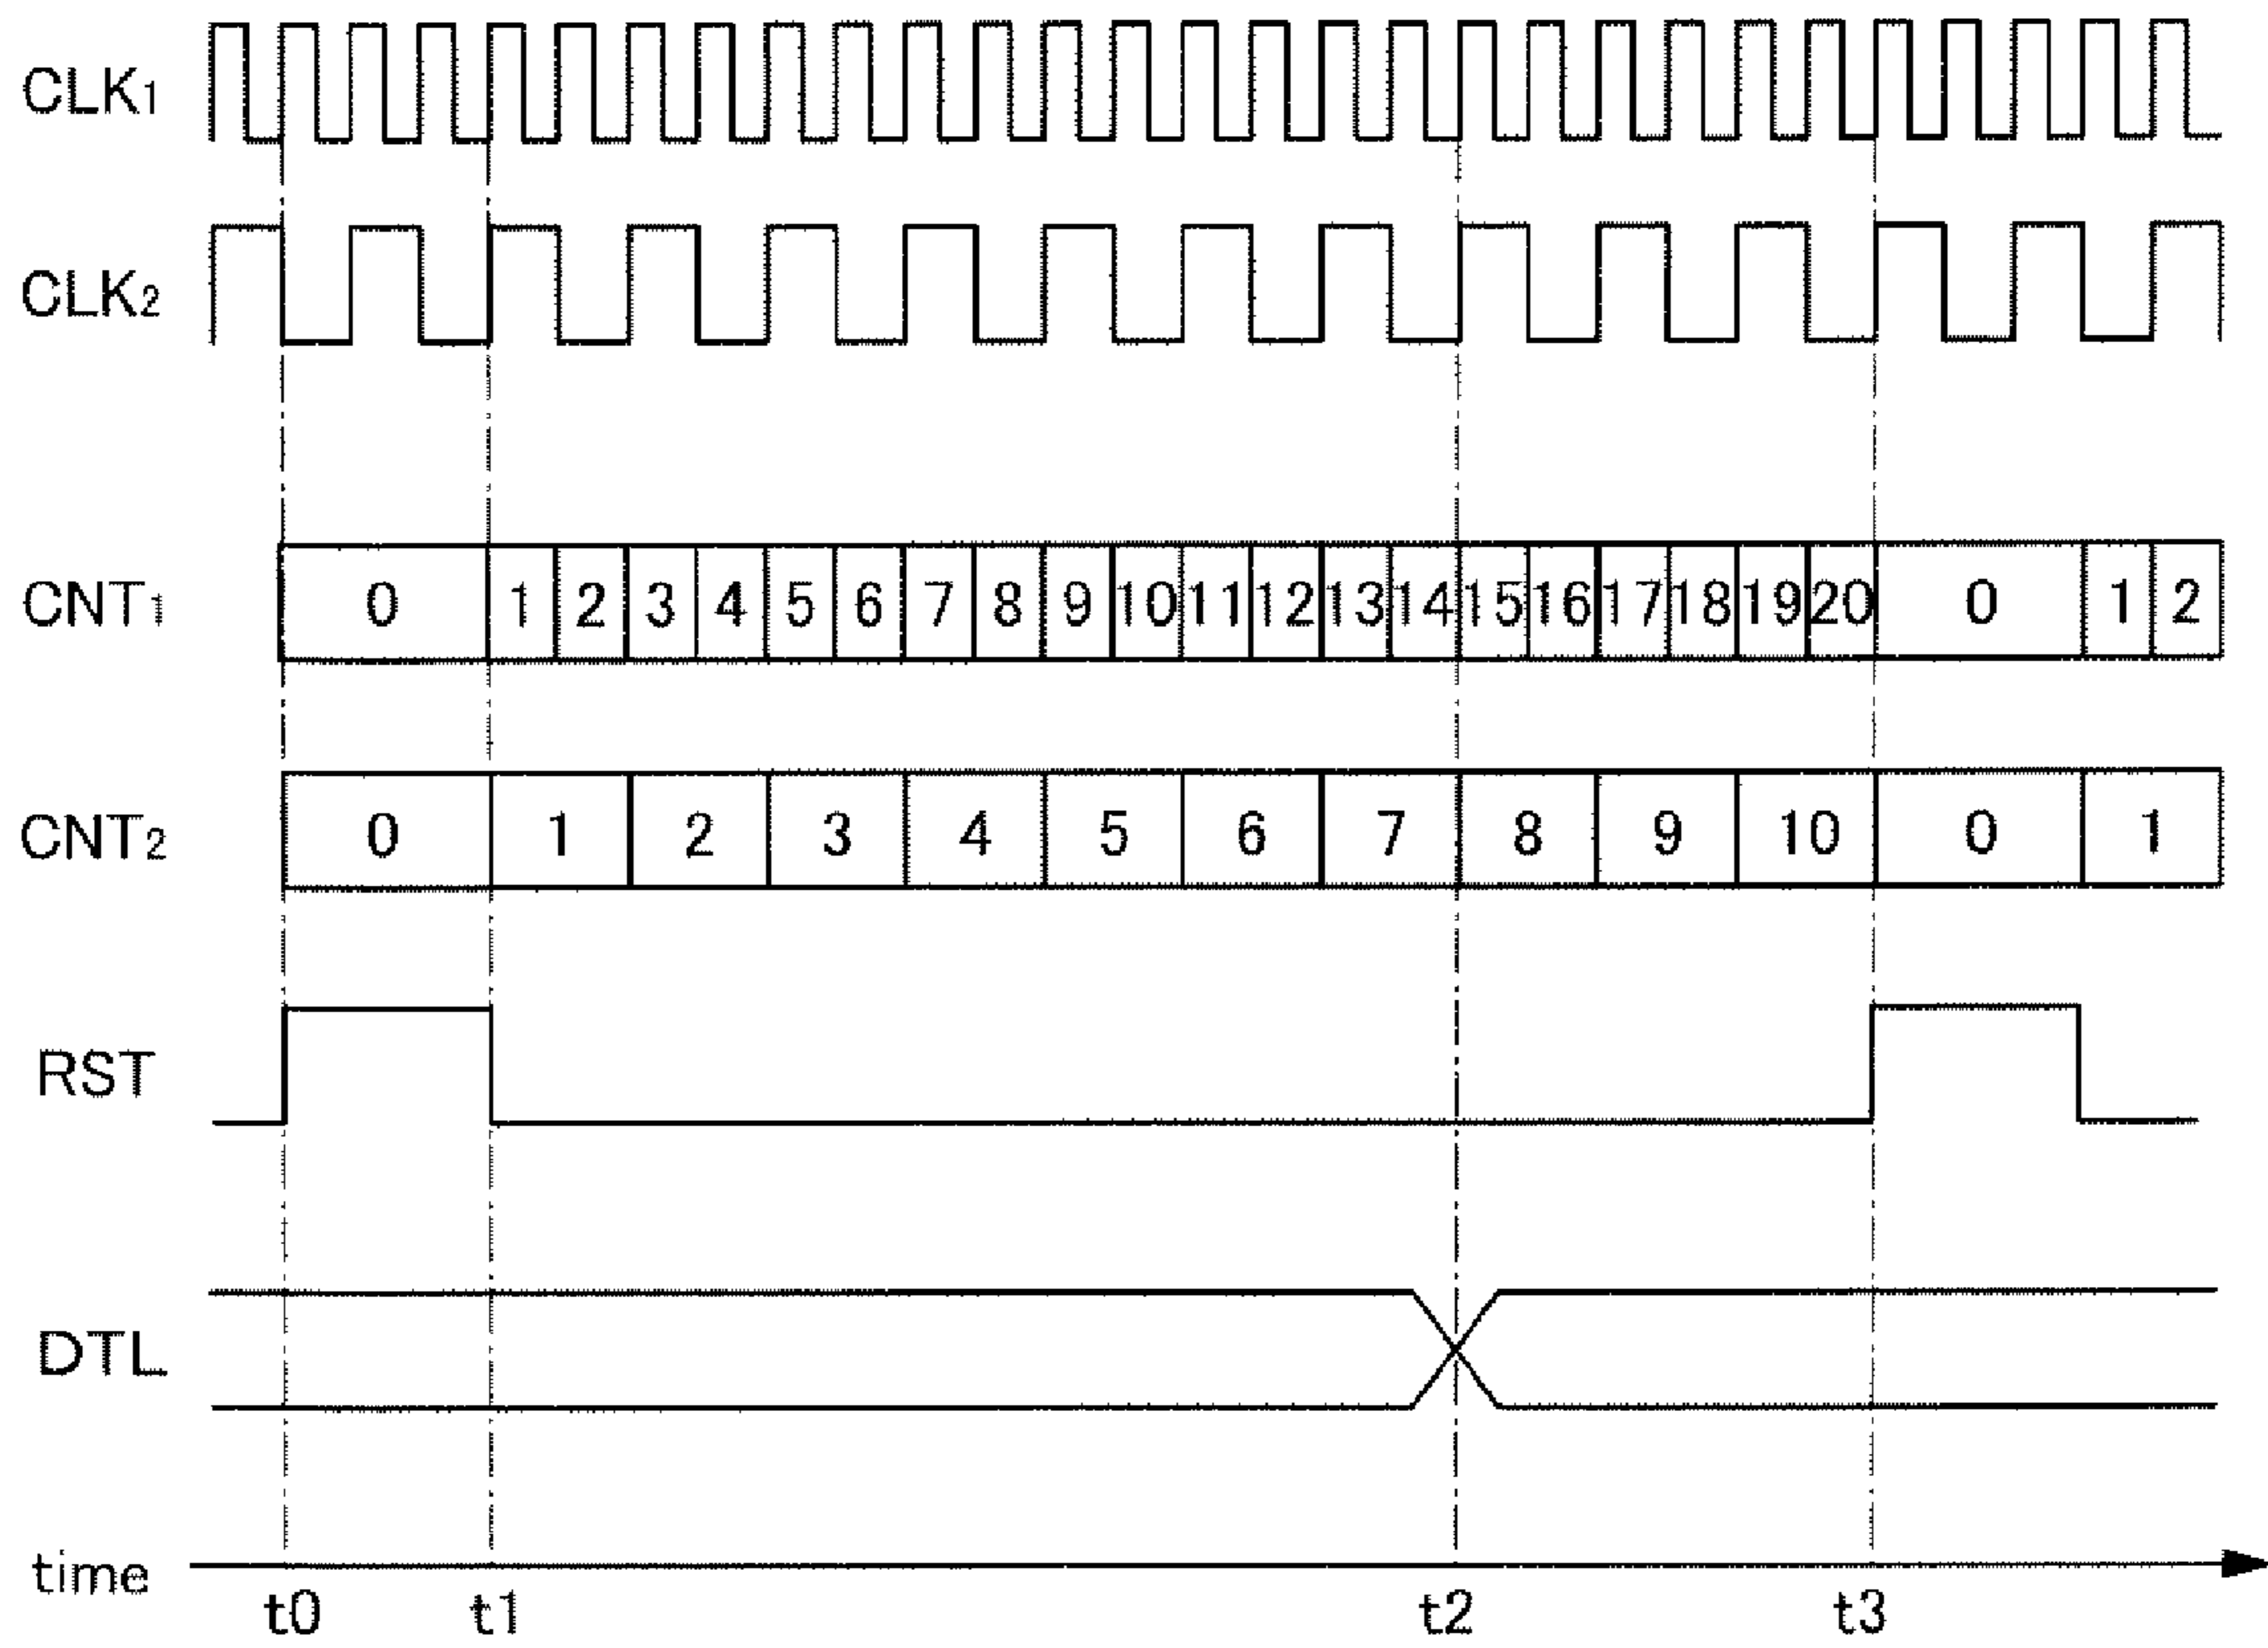 CLK1
CLK2
CNT1 0 1 2 3 4 5 6 7 8 9 10 11 12 13 14 15 16 17 18 19 20 0 1 2
CNT2 0 1 2 3 4 5 6 7 8 9 10 0 1
RST
DTL
time
t0 t1 t2 t3